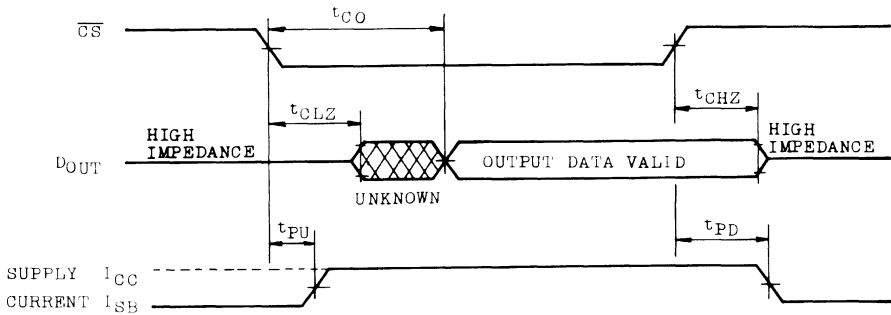 tCO
CS
tCLZ
tCHZ
HIGH
IMPEDANCE
HIGH
IMPEDANCE
DOUT
OUTPUT DATA VALID
UNKNOWN
tPU
tPD
SUPPLY ICC
CURRENT ISB